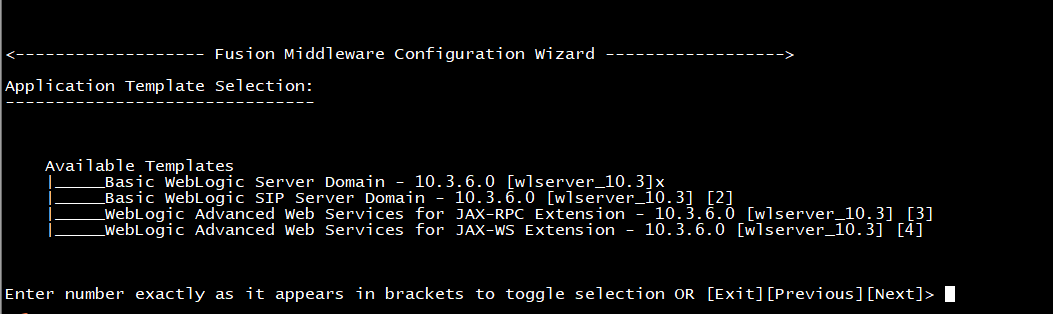 <------------------- Fusion Middleware Configuration Wizard ------------------>
Application Template Selection:
-------------------------------
Available Templates
|_____Basic WebLogic Server Domain - 10.3.6.0 [wlserver_10.3]x
|_____Basic WebLogic SIP Server Domain - 10.3.6.0 [wlserver_10.3] [2]
|_____WebLogic Advanced Web Services for JAX-RPC Extension - 10.3.6.0 [wlserver_10.3] [3]
|_____WebLogic Advanced Web Services for JAX-WS Extension - 10.3.6.0 [wlserver_10.3] [4]
Enter number exactly as it appears in brackets to toggle selection OR [Exit][Previous][Next]>